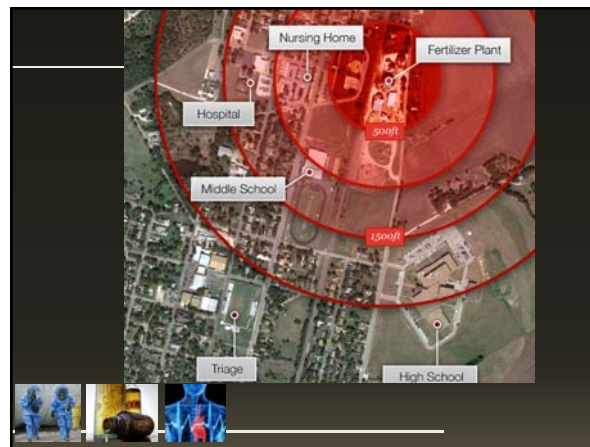 Nursing Home
Fertilizer Plant
Hospital
500ft
Middle School
1500ft
Triage
High School